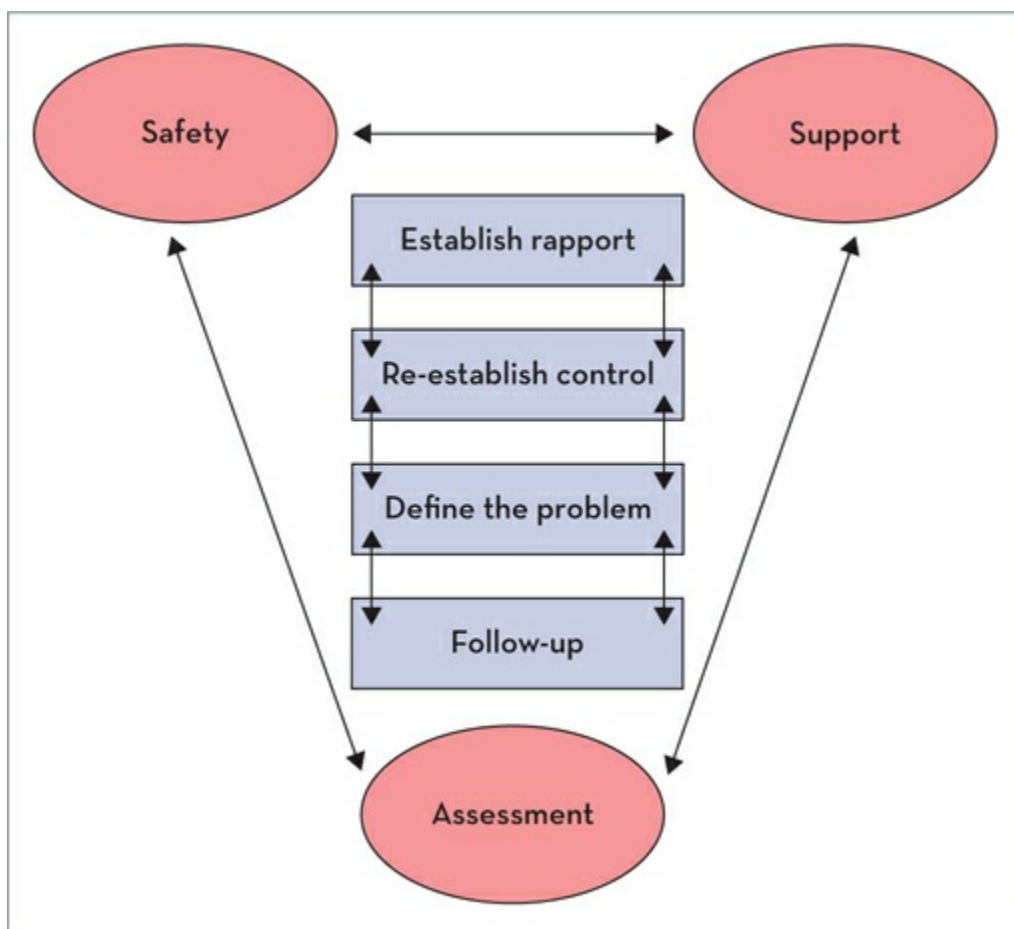 Safety
Support
Establish rapport
Re-establish control
Define the problem
Follow-up
Assessment